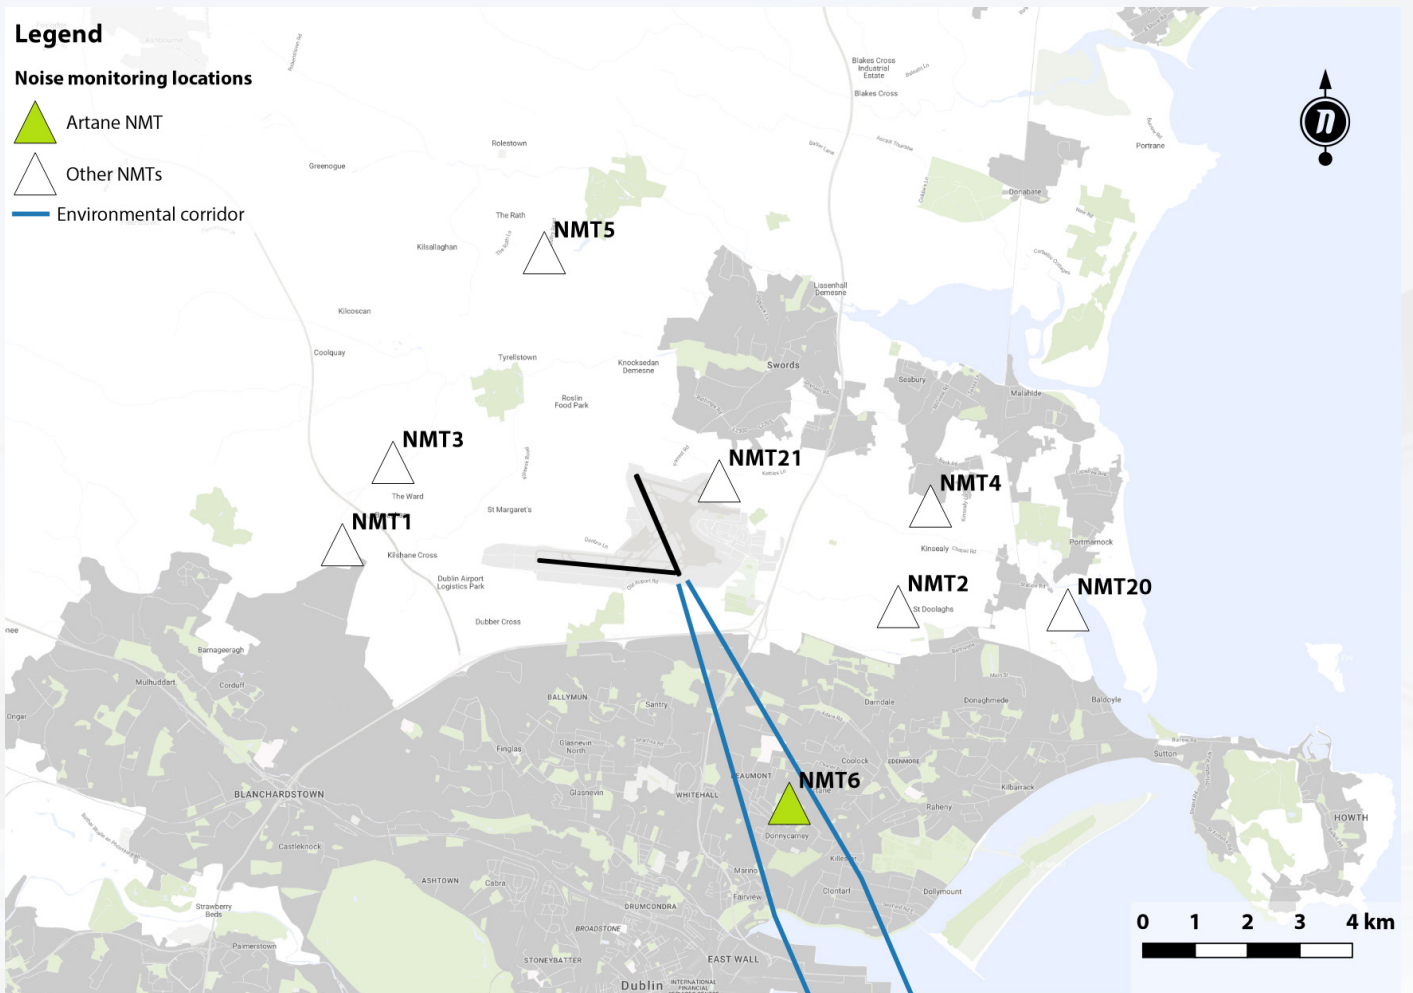 Legend
Noise monitoring locations
Artane NMT
Other NMTs
Environmental corridor
Blakes Cross
Industrial
Estate
Blakes Cross
Portrane
Rolestown
Greenogue
Donabate
The Rath
NMT5
Kilsallaghan
Lissenhall
Demesne
Kilcoscan
Coolquay
Tyrellstown
Knocksedan
Demesne
Swords
Seabury
Malahide
Roslin
Food Park
NMT3
NMT21
NMT4
The Ward
St Margaret's
NMT1
Kilshane Cross
Kinsealy
Portmarnock
Dublin Airport
Logistics Park
NMT2
NMT20
St Doolaghs
Dubber Cross
Barnageeragh
Mulhuddart
Corduff
BALLYMUN
Santry
Darndale
Donaghmede
Baldoyle
Ongar
Finglas
Glasnevin
North
Sutton
Coolock
EDENMORE
BEAUMONT
NMT6
Kilbarrack
BLANCHARDSTOWN
Glasnevin
WHITEHALL
Raheny
HOWTH
Donnycarney
Castleknock
Killester
Marino
ASHTOWN
Cabra
Clontarf
Dollymount
Fairview
Strawberry
Beds
DRUMCONDRA
BROADSTONE
Palmerstown
STONEYBATTER
EAST WALL
Dublin
INTERNATIONAL
FINANCIAL
0 1 2 3 4 km